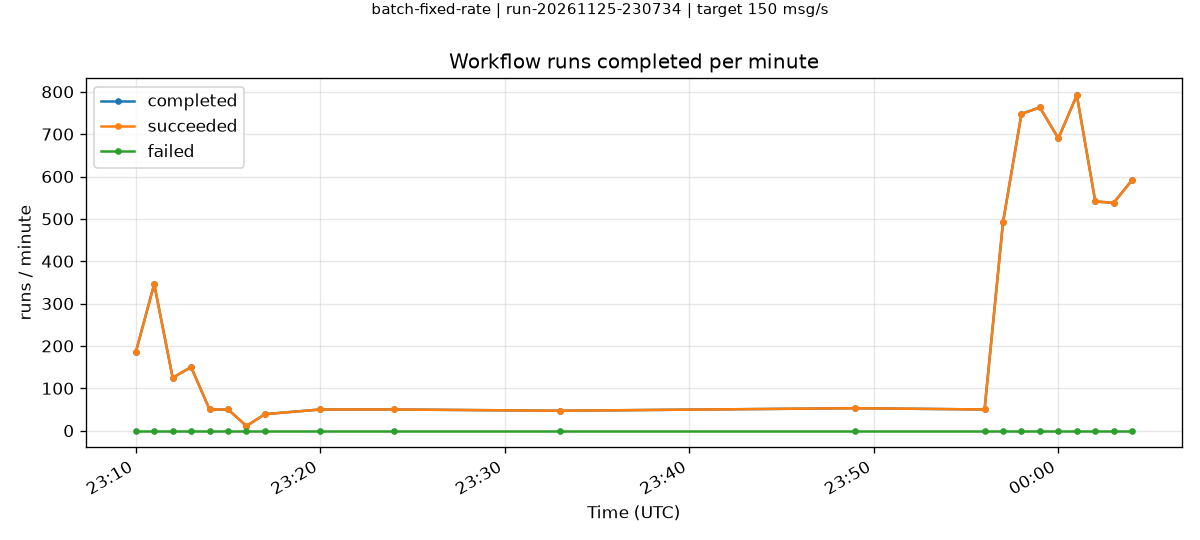 batch-fixed-rate | run-20261125-230734 | target 150 msg/s
Workflow runs completed per minute
completed
succeeded
failed
800
700
600
500
400
300
200
100
0
runs / minute
23:10
23:20
23:30
23:40
23:50
00:00
Time (UTC)